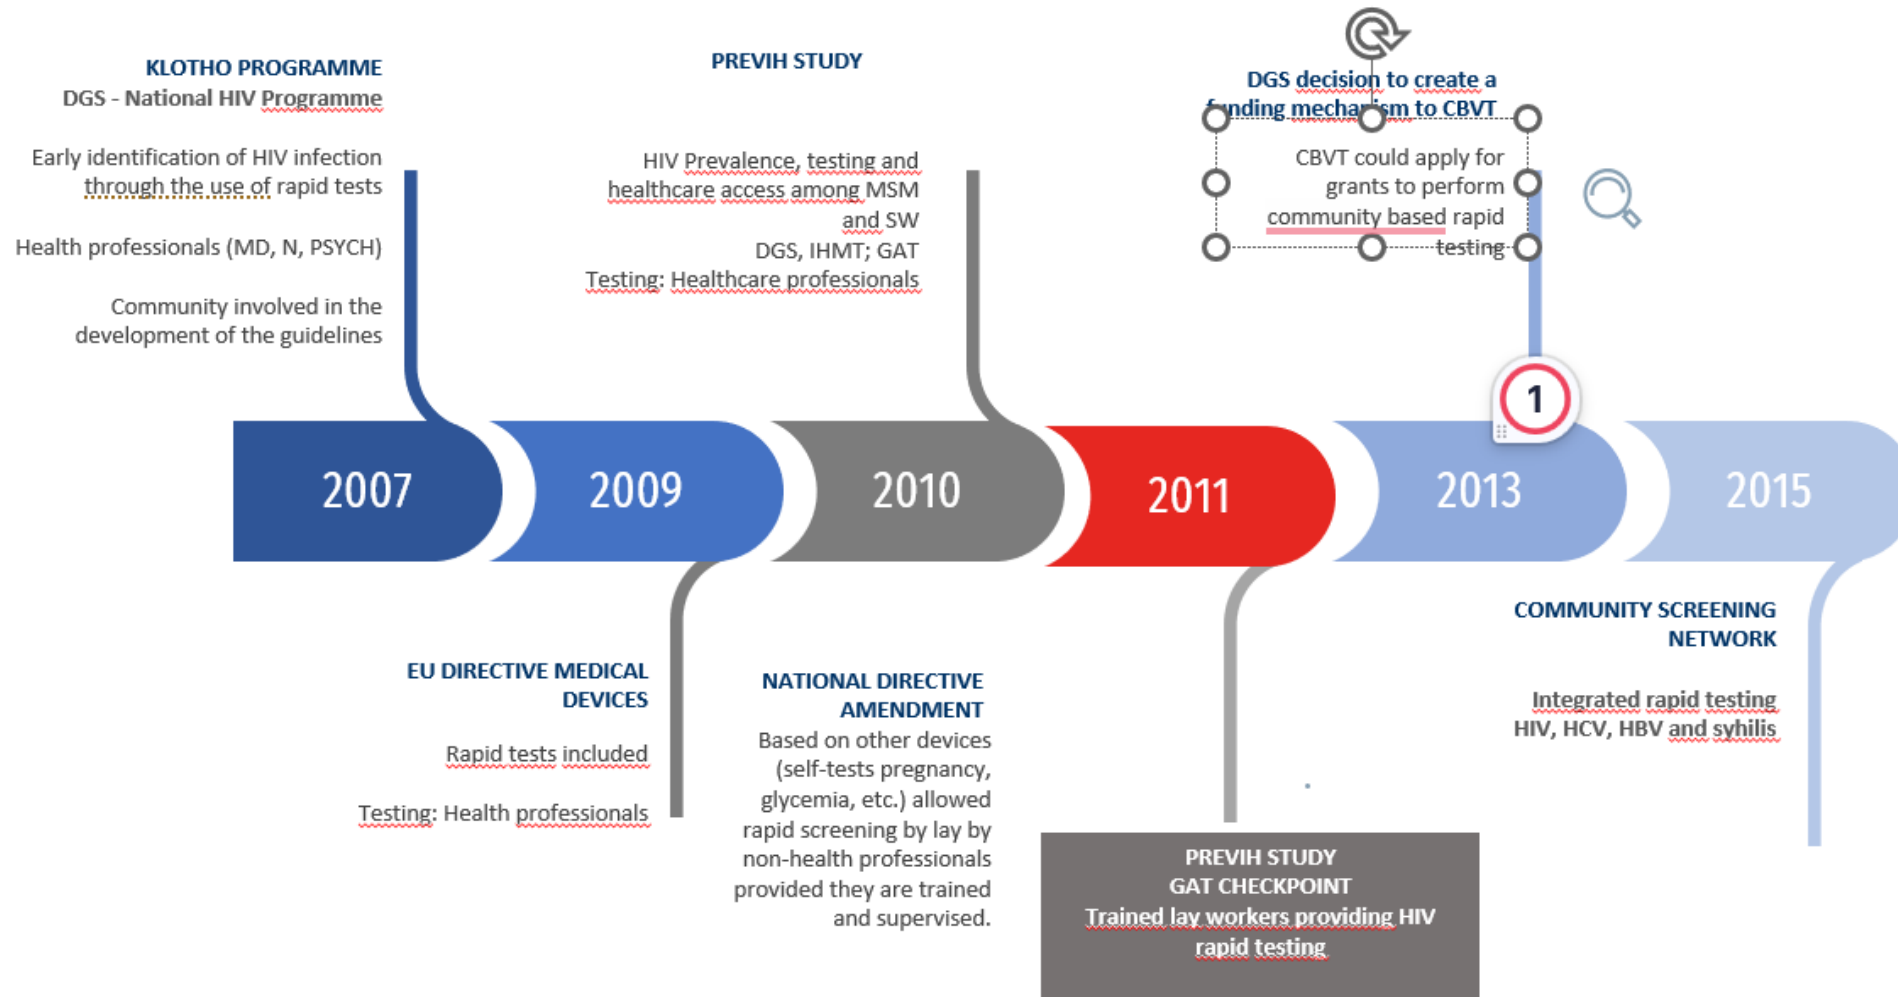 KLOTHO PROGRAMME
DGS - National HIV Programme
Early identification of HIV infection
through the use of rapid tests
Health professionals (MD, N, PSYCH)
Community involved in the
development of the guidelines
PREVIH STUDY
HIV Prevalence, testing and
healthcare access among MSM
and SW
DGS, IHMT; GAT
Testing: Healthcare professionals
DGS decision to create a
funding mechanism to CBVT
CBVT could apply for
grants to perform
community based rapid
testing
1
2007
2009
2010
2011
2013
2015
EU DIRECTIVE MEDICAL
DEVICES
Rapid tests included
Testing: Health professionals
NATIONAL DIRECTIVE
AMENDMENT
Based on other devices
(self-tests pregnancy,
glycemia, etc.) allowed
rapid screening by lay by
non-health professionals
provided they are trained
and supervised.
PREVIH STUDY
GAT CHECKPOINT
Trained lay workers providing HIV
rapid testing
COMMUNITY SCREENING
NETWORK
Integrated rapid testing
HIV, HCV, HBV and syhilis